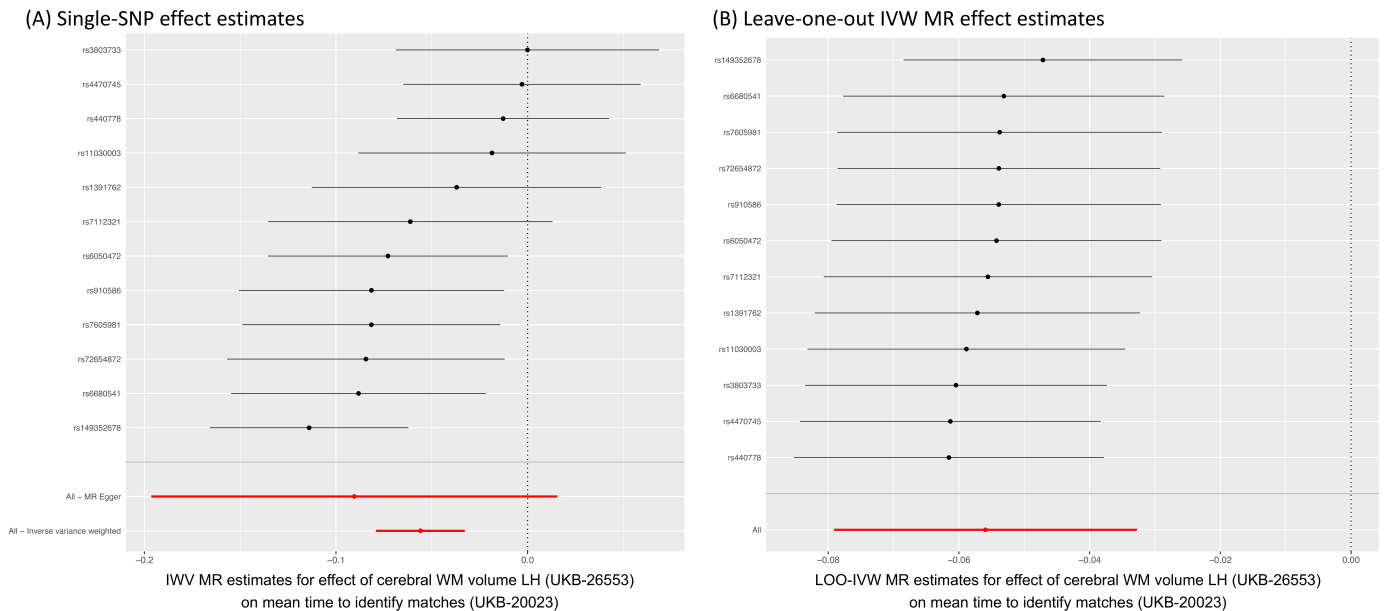 (A) Single-SNP effect estimates
rs3803733
rs4470745
rs440778
rs11030003
rs1391762
rs7112321
rs6050472
rs910586
rs7605981
rs72654872
rs6680541
rs149352678
All − MR Egger
All − Inverse variance weighted
−0.2
−0.1
0.0
IWV MR estimates for effect of cerebral WM volume LH (UKB-26553)
on mean time to identify matches (UKB-20023)
(B) Leave-one-out IVW MR effect estimates
rs149352678
rs6680541
rs7605981
rs72654872
rs910586
rs6050472
rs7112321
rs1391762
rs11030003
rs3803733
rs4470745
rs440778
All
−0.08
−0.06
−0.04
−0.02
0.00
LOO-IVW MR estimates for effect of cerebral WM volume LH (UKB-26553)
on mean time to identify matches (UKB-20023)